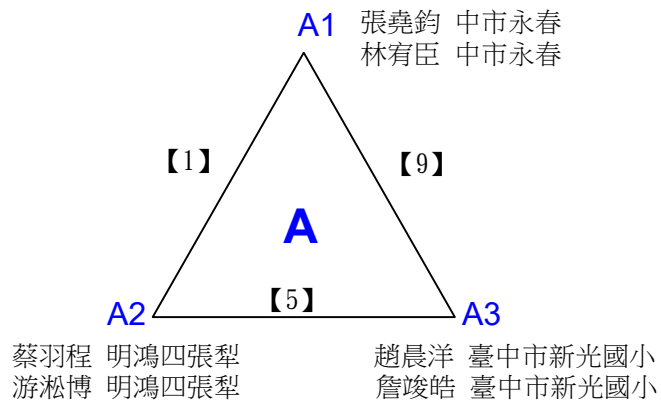 A1 張堯鈞 中市永春
林宥臣 中市永春
【1】 【9】
A
【5】
A2 A3
蔡羽程 明鴻四張犁 趙晨洋 臺中市新光國小
游淞博 明鴻四張犁 詹竣皓 臺中市新光國小